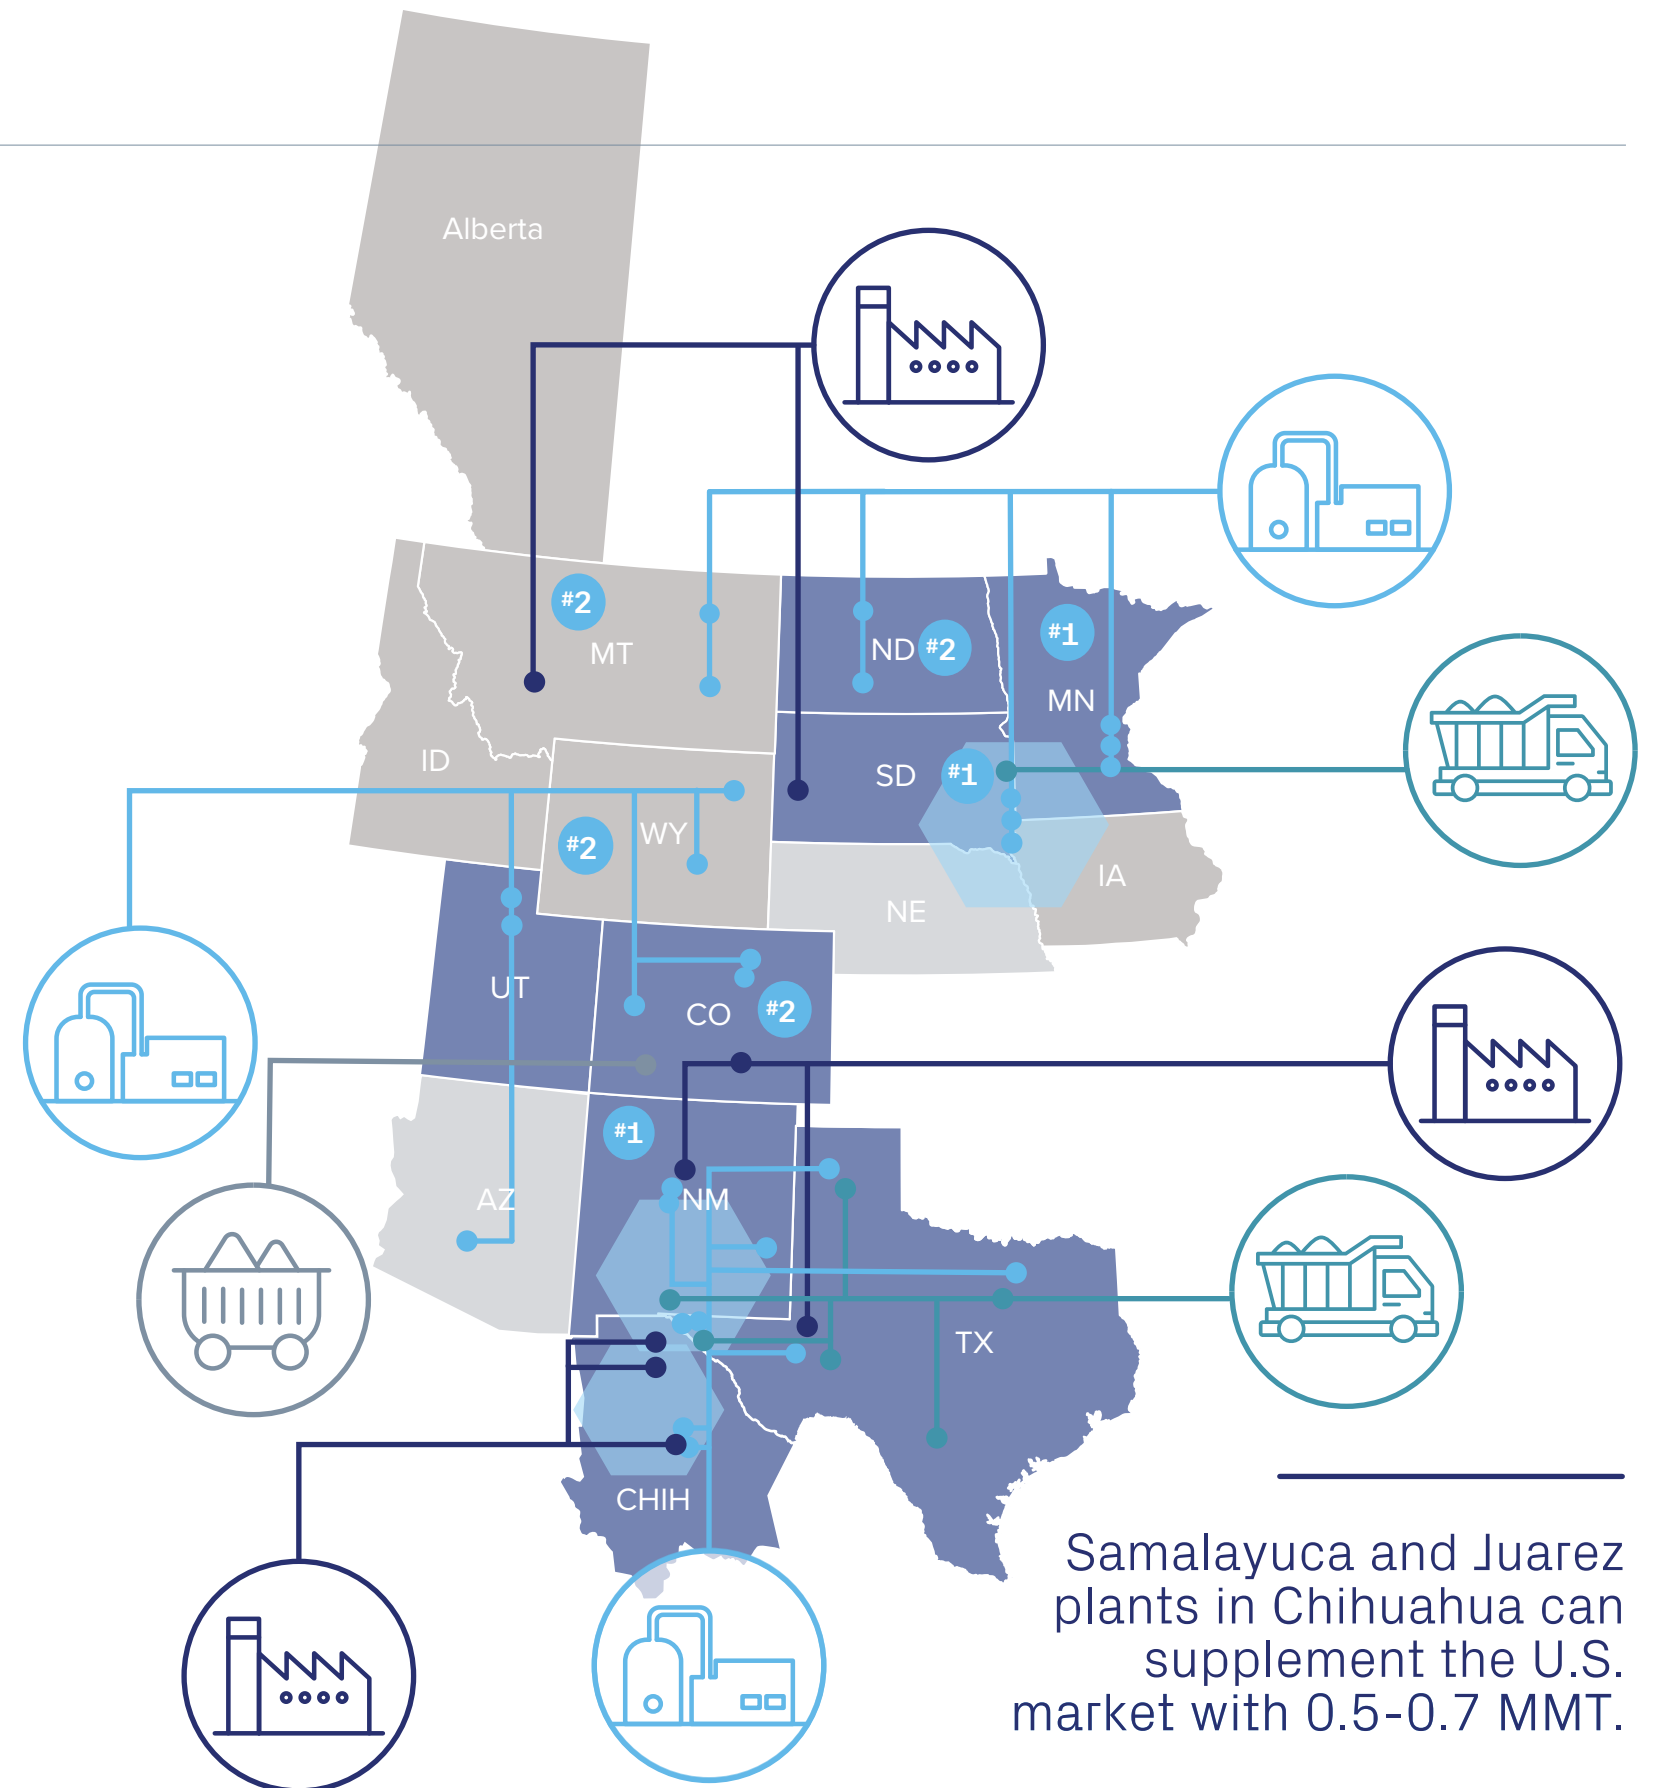 Alberta
#2
MT
ND #2
#1
MN
ID
SD #1
WY
#2
IA
NE
UT
CO #2
#1
AZ
NM
TX
CHIH
Samalayuca and Juarez
plants in Chihuahua can
supplement the U.S.
market with 0.5-0.7 MMT.